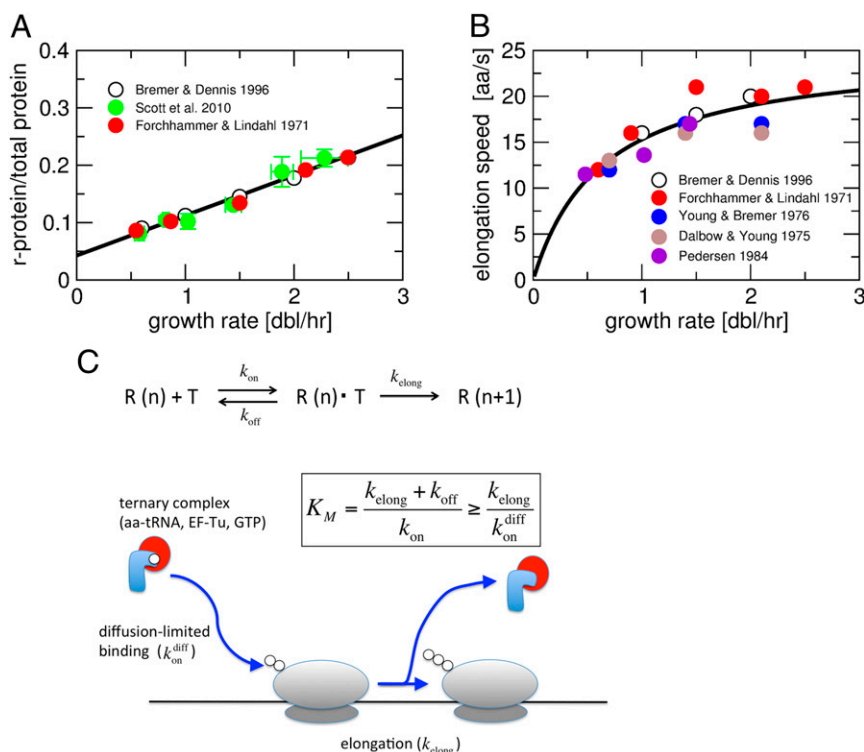 A
r-protein/total protein
0.4
0.3
0.2
0.1
0
0 1 2 3
growth rate [dbl/hr]
Bremer & Dennis 1996
Scott et al. 2010
Forchhammer & Lindahl 1971
B
elongation speed [aa/s]
25
20
15
10
5
0
0 1 2 3
growth rate [dbl/hr]
Bremer & Dennis 1996
Forchhammer & Lindahl 1971
Young & Bremer 1976
Dalbow & Young 1975
Pedersen 1984
C
R (n) + T k_on k_off R (n) · T k_elong R (n+1)
K_M = (k_elong + k_off) / k_on ≥ k_elong / k_on^diff
ternary complex
(aa-tRNA, EF-Tu, GTP)
diffusion-limited
binding (k_on^diff)
elongation (k_elong)